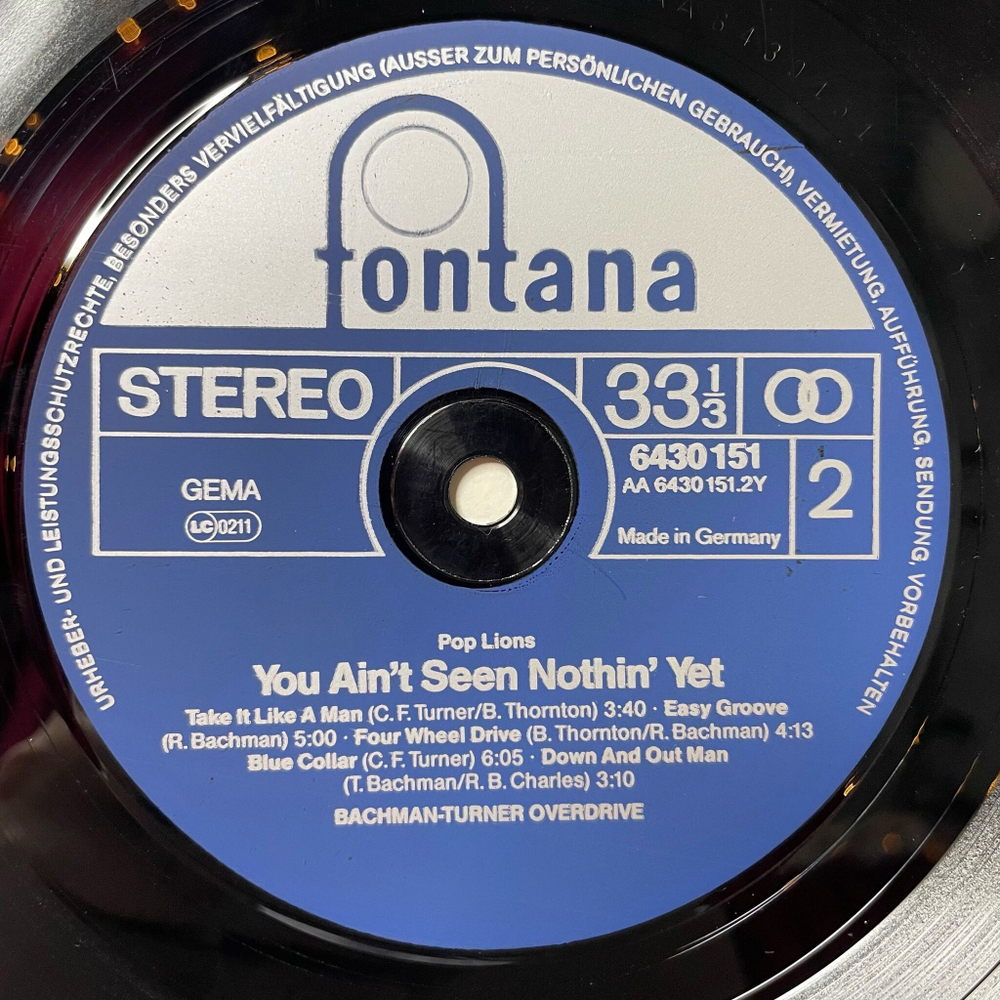 URHEBER- UND LEISTUNGSSCHUTZRECHTE, BESONDERS VERVIELFÄLTIGUNG (AUSSER ZUM PERSÖNLICHEN GEBRAUCH), VERMIETUNG, AUFFÜHRUNG, SENDUNG, VORBEHALTEN
fontana
STEREO
33 1/3
GEMA
LC 0211
6430 151
AA 6430 151.2Y
Made in Germany
2
Pop Lions
You Ain't Seen Nothin' Yet
Take It Like A Man (C. F. Turner/B. Thornton) 3:40 · Easy Groove
(R. Bachman) 5:00 · Four Wheel Drive (B. Thornton/R. Bachman) 4:13
Blue Collar (C. F. Turner) 6:05 · Down And Out Man
(T. Bachman/R. B. Charles) 3:10
BACHMAN-TURNER OVERDRIVE